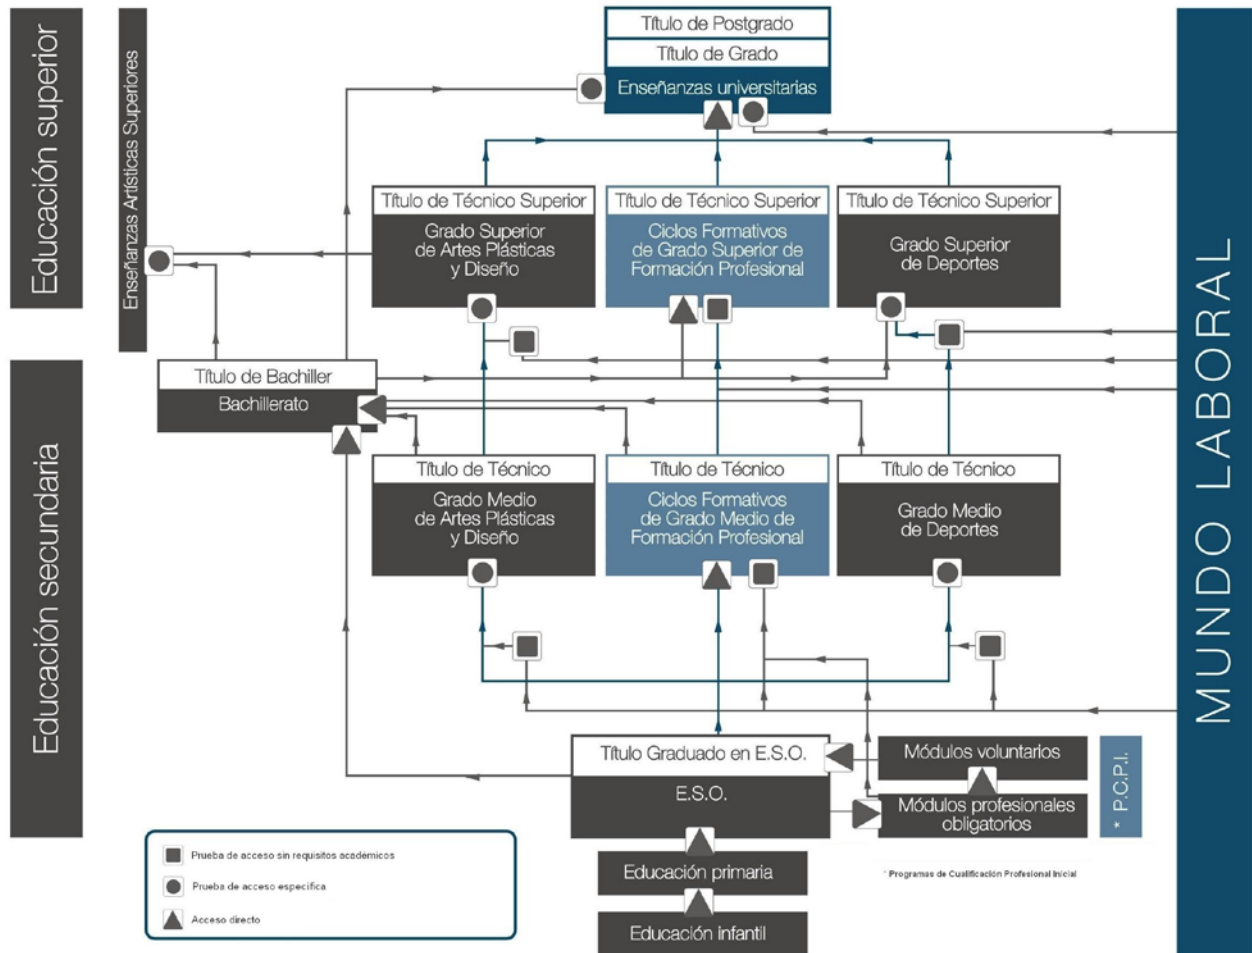 Educación superior
Enseñanzas Artísticas Superiores
Título de Postgrado
Título de Grado
Enseñanzas universitarias
Título de Técnico Superior
Grado Superior
de Artes Plásticas
y Diseño
Título de Técnico Superior
Ciclos Formativos
de Grado Superior de
Formación Profesional
Título de Técnico Superior
Grado Superior
de Deportes
MUNDO LABORAL
Educación secundaria
Título de Bachiller
Bachillerato
Título de Técnico
Grado Medio
de Artes Plásticas
y Diseño
Título de Técnico
Ciclos Formativos
de Grado Medio de
Formación Profesional
Título de Técnico
Grado Medio
de Deportes
Título Graduado en E.S.O.
E.S.O.
Módulos voluntarios
Módulos profesionales
obligatorios
* P.C.P.I.
Educación primaria
Educación infantil
* Programas de Cualificación Profesional Inicial
Prueba de acceso sin requisitos académicos
Prueba de acceso específica
Acceso directo